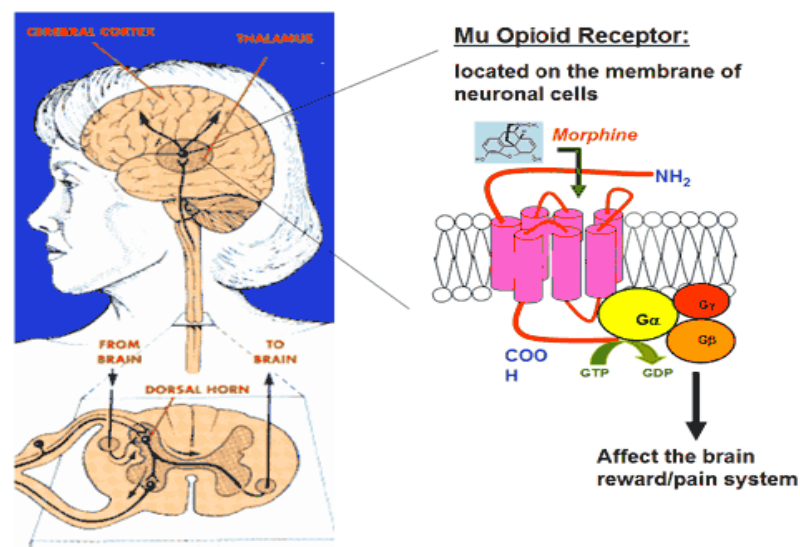 CEREBRAL CORTEX
THALAMUS
FROM
BRAIN
TO
BRAIN
DORSAL HORN
Mu Opioid Receptor:
located on the membrane of
neuronal cells
Morphine
NH2
Gα
Gγ
Gβ
COO
H
GTP
GDP
Affect the brain
reward/pain system